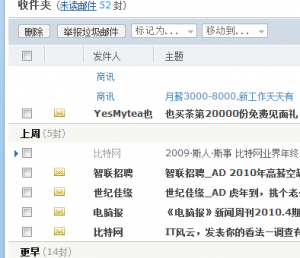 收件夹 (未读邮件 52 封)
删除 举报垃圾邮件 标记为... 移动到...
发件人 主题
商讯
商讯 月薪3000-8000,新工作天天有
YesMytea也 也买茶第20000份免费见面礼
上周 (5封)
比特网 2009·斯人·斯事 比特网业界年终
智联招聘 智联招聘_AD 2010年高薪空缺
世纪佳缘 世纪佳缘_AD 虎年到，挑个老
电脑报 《电脑报》新闻周刊2010.4期
比特网 IT风云，发表你的看法—调查有
更早 (14封)